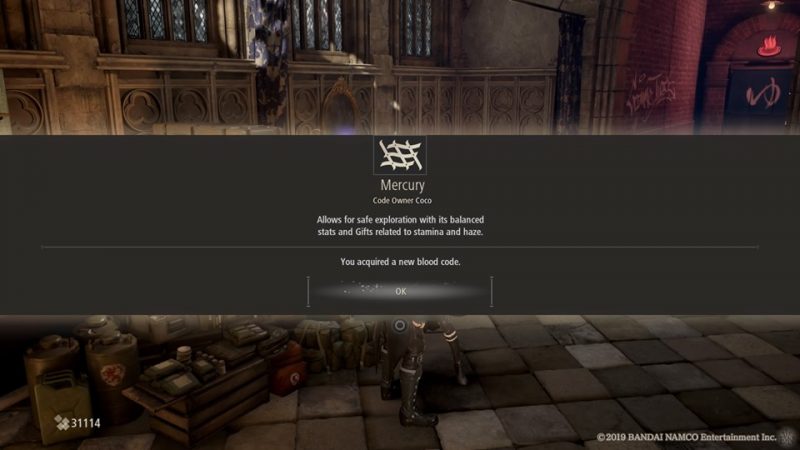 ゆ
Mercury
Code Owner Coco
Allows for safe exploration with its balanced
stats and Gifts related to stamina and haze.
You acquired a new blood code.
OK
31114
©2019 BANDAI NAMCO Entertainment Inc.